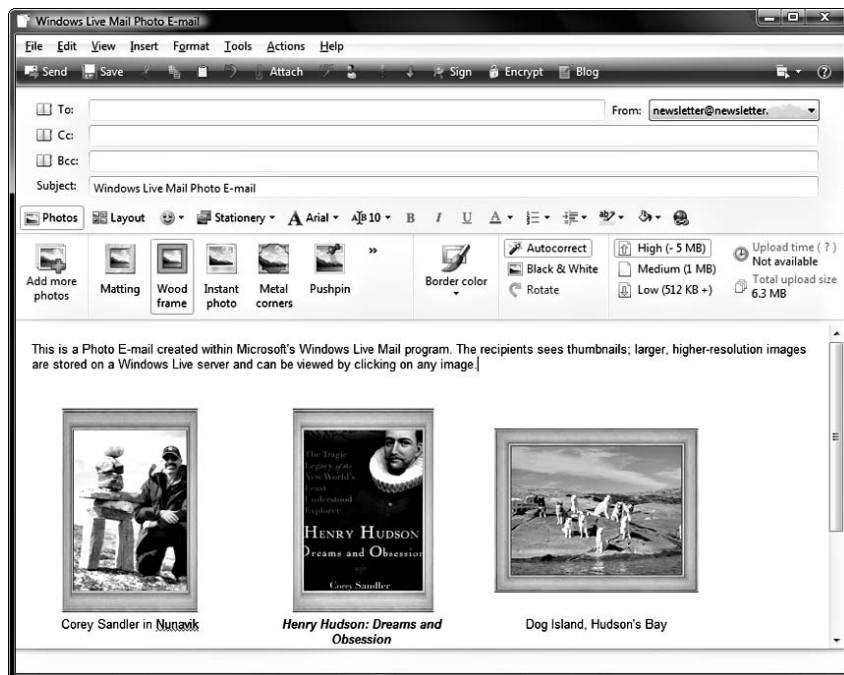 Windows Live Mail Photo E-mail
File Edit View Insert Format Tools Actions Help
Send Save Attach Sign Encrypt Blog
To: From: newsletter@newsletter.
Cc:
Bcc:
Subject: Windows Live Mail Photo E-mail
Photos Layout Stationery Arial 10 B I U A
Add more photos
Matting
Wood frame
Instant photo
Metal corners
Pushpin
»
Border color
Autocorrect
Black & White
Rotate
High (- 5 MB)
Medium (1 MB)
Low (512 KB +)
Upload time ( ? )
Not available
Total upload size
6.3 MB
This is a Photo E-mail created within Microsoft's Windows Live Mail program. The recipients sees thumbnails; larger, higher-resolution images
are stored on a Windows Live server and can be viewed by clicking on any image.
The Tragic
Legacy of the
New World's
Least
Understood
Explorer
HENRY HUDSON
Dreams and Obsession
Corey Sandler
Corey Sandler in Nunavik
Henry Hudson: Dreams and
Obsession
Dog Island, Hudson's Bay